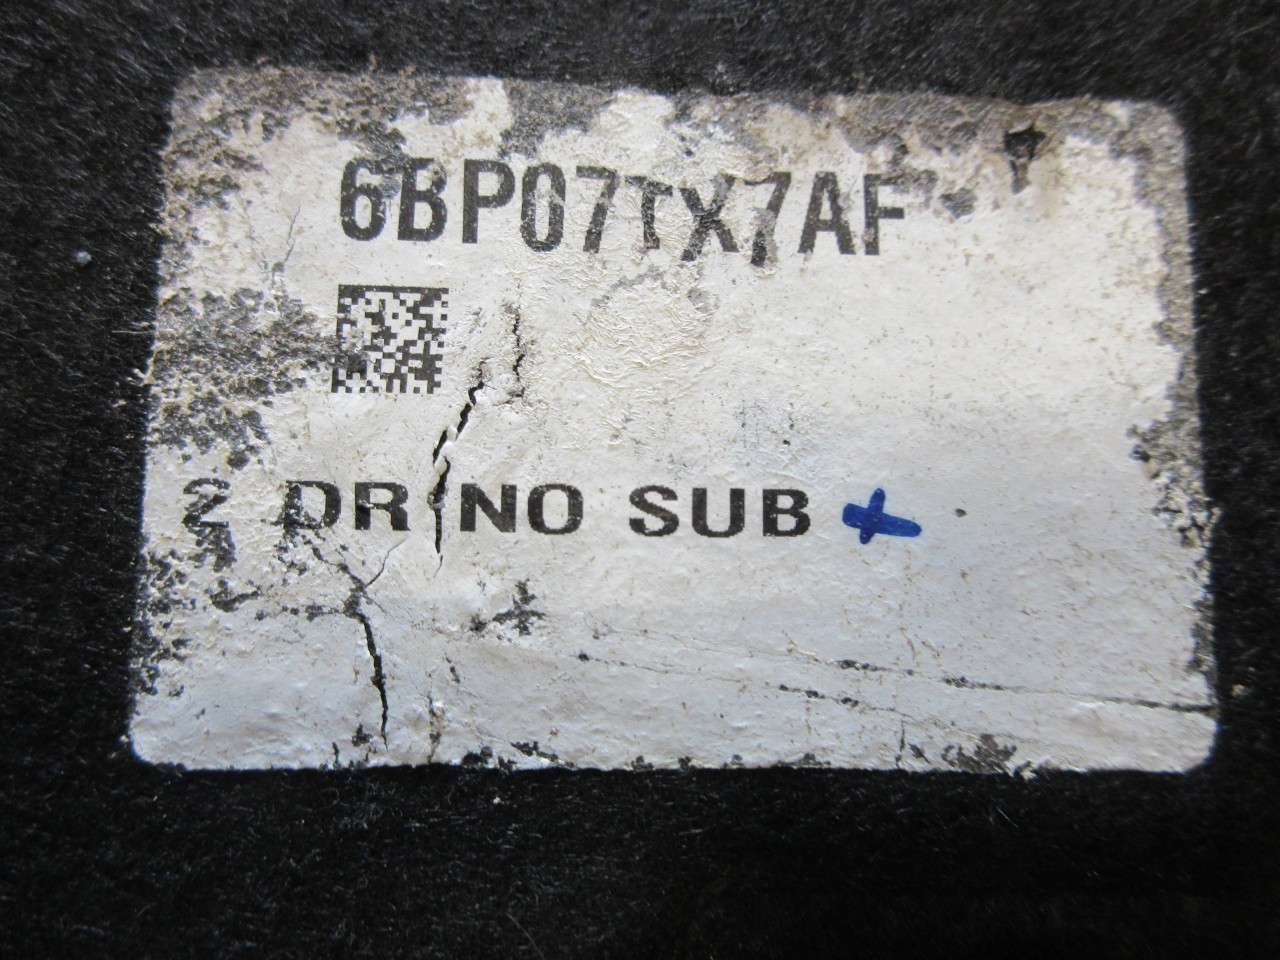 6BP07TX7AF
2 DR NO SUB